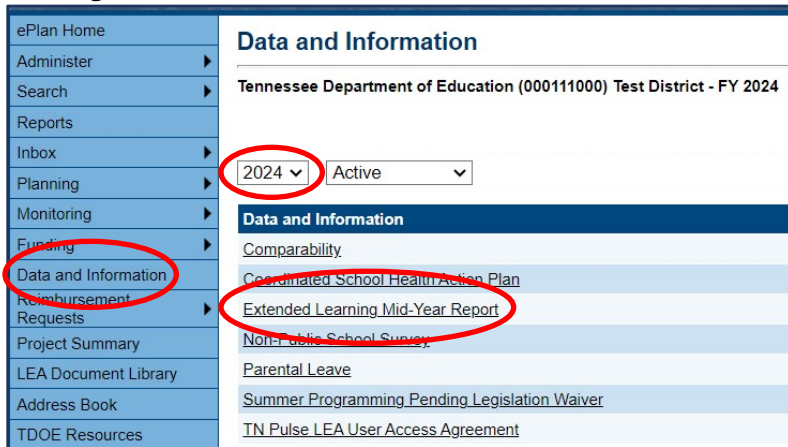 ePlan Home
Administer
Search
Reports
Inbox
Planning
Monitoring
Funding
Data and Information
Reimbursement
Requests
Project Summary
LEA Document Library
Address Book
TDOE Resources
Data and Information
Tennessee Department of Education (000111000) Test District - FY 2024
2024 Active
Data and Information
Comparability
Coordinated School Health Action Plan
Extended Learning Mid-Year Report
Non-Public School Survey
Parental Leave
Summer Programming Pending Legislation Waiver
TN Pulse LEA User Access Agreement